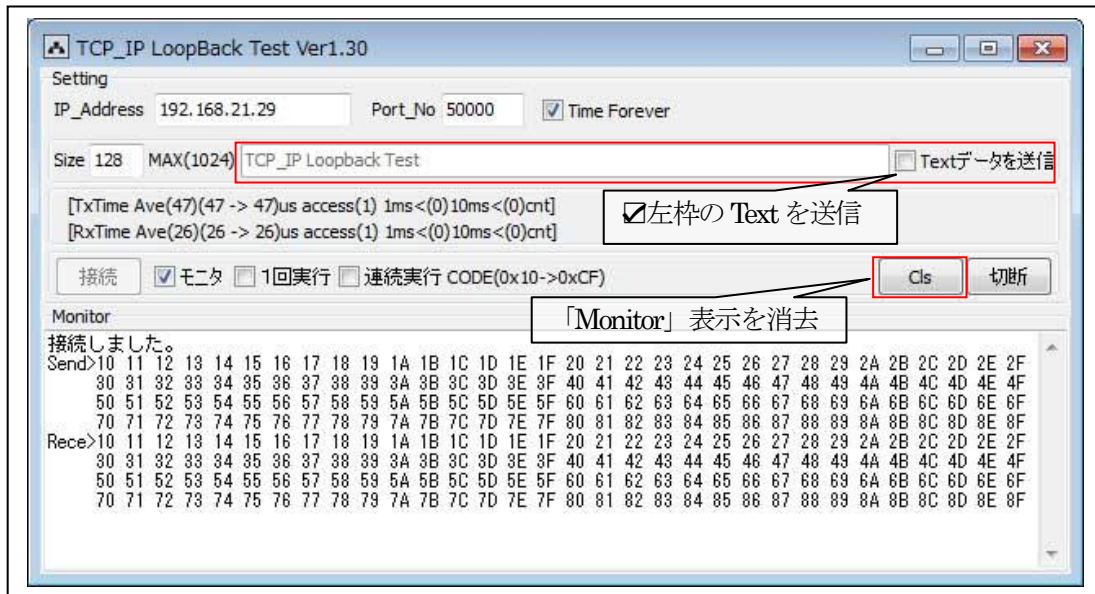 TCP_IP LoopBack Test Ver1.30
Setting
IP_Address 192.168.21.29 Port_No 50000 Time Forever
Size 128 MAX(1024) TCP_IP Loopback Test Textデータを送信
[TxTime Ave(47)(47 -> 47)us access(1) 1ms<(0)10ms<(0)cnt]
[RxTime Ave(26)(26 -> 26)us access(1) 1ms<(0)10ms<(0)cnt]
☑左枠の Text を送信
接続 モニタ 1回実行 連続実行 CODE(0x10->0xCF) Cls 切断
「Monitor」表示を消去
Monitor
接続しました。
Send>10 11 12 13 14 15 16 17 18 19 1A 1B 1C 1D 1E 1F 20 21 22 23 24 25 26 27 28 29 2A 2B 2C 2D 2E 2F
30 31 32 33 34 35 36 37 38 39 3A 3B 3C 3D 3E 3F 40 41 42 43 44 45 46 47 48 49 4A 4B 4C 4D 4E 4F
50 51 52 53 54 55 56 57 58 59 5A 5B 5C 5D 5E 5F 60 61 62 63 64 65 66 67 68 69 6A 6B 6C 6D 6E 6F
70 71 72 73 74 75 76 77 78 79 7A 7B 7C 7D 7E 7F 80 81 82 83 84 85 86 87 88 89 8A 8B 8C 8D 8E 8F
Rece>10 11 12 13 14 15 16 17 18 19 1A 1B 1C 1D 1E 1F 20 21 22 23 24 25 26 27 28 29 2A 2B 2C 2D 2E 2F
30 31 32 33 34 35 36 37 38 39 3A 3B 3C 3D 3E 3F 40 41 42 43 44 45 46 47 48 49 4A 4B 4C 4D 4E 4F
50 51 52 53 54 55 56 57 58 59 5A 5B 5C 5D 5E 5F 60 61 62 63 64 65 66 67 68 69 6A 6B 6C 6D 6E 6F
70 71 72 73 74 75 76 77 78 79 7A 7B 7C 7D 7E 7F 80 81 82 83 84 85 86 87 88 89 8A 8B 8C 8D 8E 8F